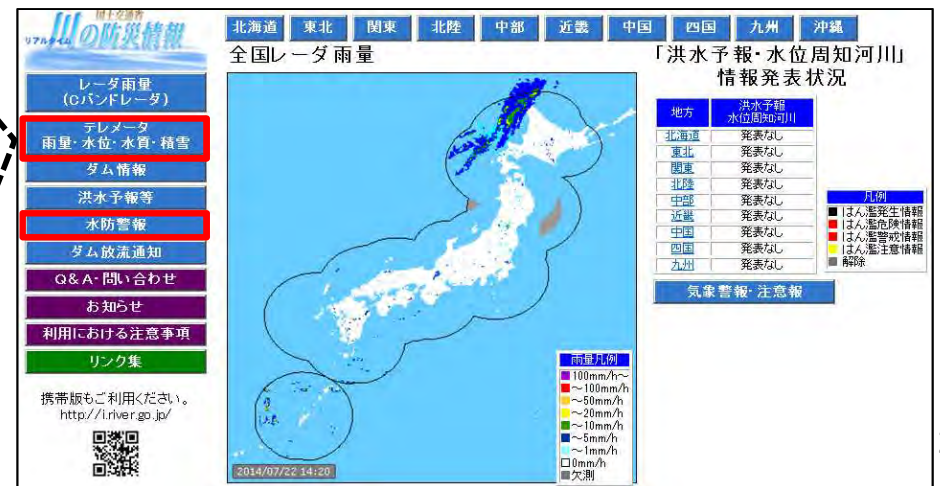 国土交通省
リアルタイム 川の防災情報
北海道 東北 関東 北陸 中部 近畿 中国 四国 九州 沖縄
レーダ雨量
(Cバンドレーダ)
テレメータ
雨量・水位・水質・積雪
ダム情報
洪水予報等
水防警報
ダム放流通知
Q&A・問い合わせ
お知らせ
利用における注意事項
リンク集
携帯版もご利用ください。
http://i.river.go.jp/
全国レーダ雨量
2014/07/22 14:20
雨量凡例
100mm/h～
～100mm/h
～50mm/h
～20mm/h
～10mm/h
～5mm/h
～1mm/h
0mm/h
欠測
「洪水予報・水位周知河川」
情報発表状況
地方 洪水予報
水位周知河川
北海道 発表なし
東北 発表なし
関東 発表なし
北陸 発表なし
中部 発表なし
近畿 発表なし
中国 発表なし
四国 発表なし
九州 発表なし
凡例
はん濫発生情報
はん濫危険情報
はん濫警戒情報
はん濫注意情報
解除
気象警報・注意報